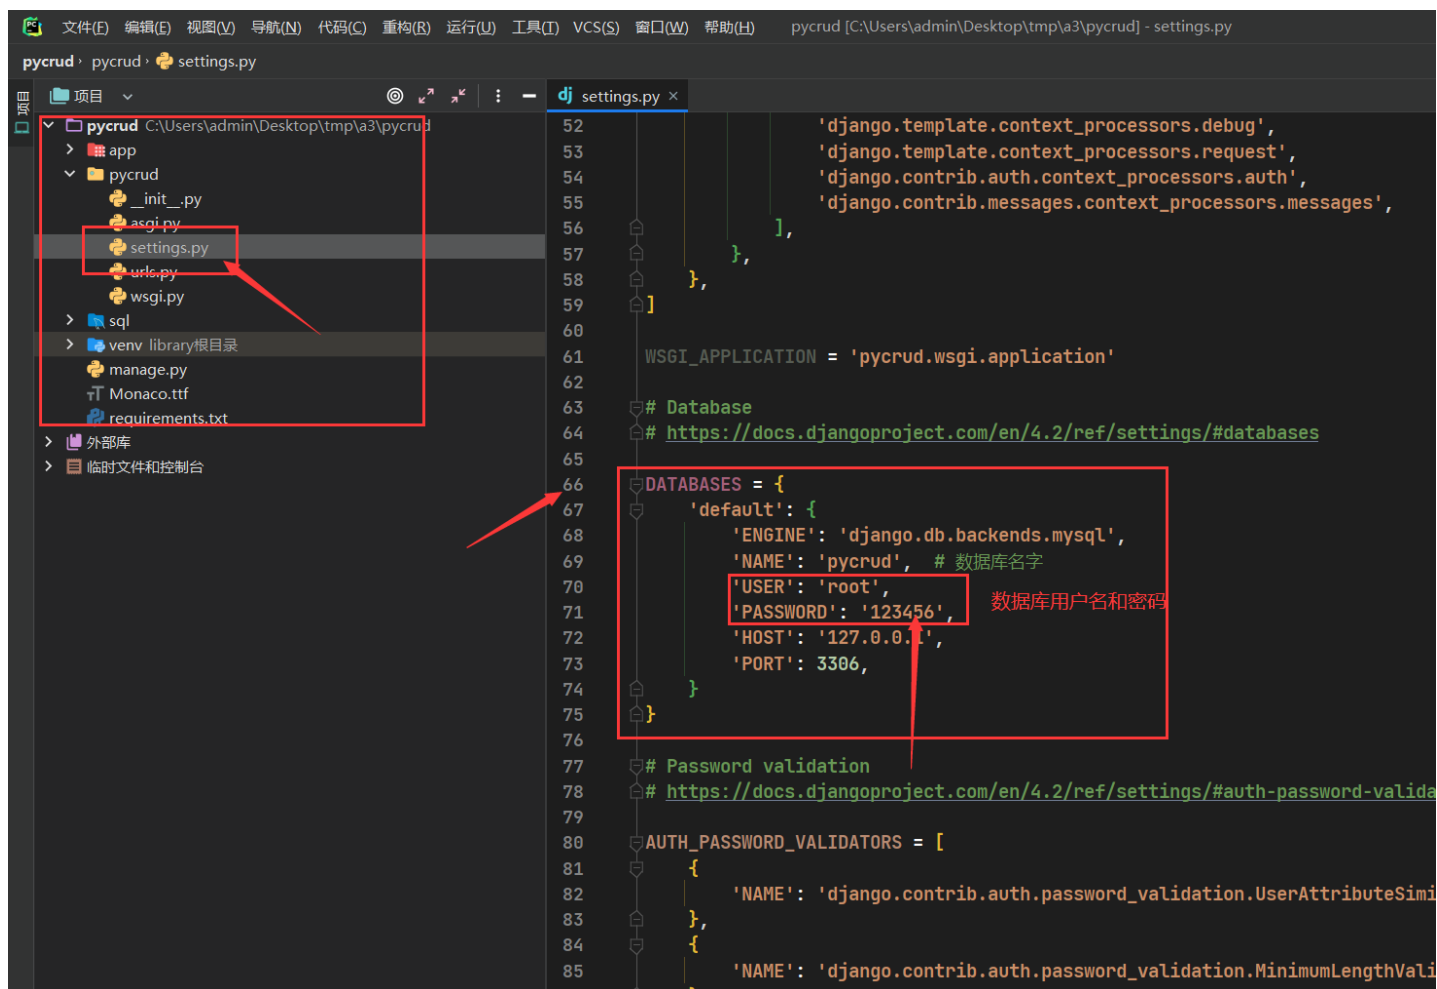 文件(F) 编辑(E) 视图(V) 导航(N) 代码(C) 重构(R) 运行(U) 工具(T) VCS(S) 窗口(W) 帮助(H) pycrud [C:\Users\admin\Desktop\tmp\a3\pycrud] - settings.py
pycrud › pycrud › settings.py
项目
项目
pycrud C:\Users\admin\Desktop\tmp\a3\pycrud
app
pycrud
__init__.py
asgi.py
settings.py
urls.py
wsgi.py
sql
venv library根目录
manage.py
Monaco.ttf
requirements.txt
外部库
临时文件和控制台
settings.py ×
52 'django.template.context_processors.debug',
53 'django.template.context_processors.request',
54 'django.contrib.auth.context_processors.auth',
55 'django.contrib.messages.context_processors.messages',
56 ],
57 },
58 },
59 ]
60
61 WSGI_APPLICATION = 'pycrud.wsgi.application'
62
63 # Database
64 # https://docs.djangoproject.com/en/4.2/ref/settings/#databases
65
66 DATABASES = {
67 'default': {
68 'ENGINE': 'django.db.backends.mysql',
69 'NAME': 'pycrud', # 数据库名字
70 'USER': 'root',
71 'PASSWORD': '123456',
数据库用户名和密码
72 'HOST': '127.0.0.1',
73 'PORT': 3306,
74 }
75 }
76
77 # Password validation
78 # https://docs.djangoproject.com/en/4.2/ref/settings/#auth-password-valida
79
80 AUTH_PASSWORD_VALIDATORS = [
81 {
82 'NAME': 'django.contrib.auth.password_validation.UserAttributeSimi
83 },
84 {
85 'NAME': 'django.contrib.auth.password_validation.MinimumLengthVali